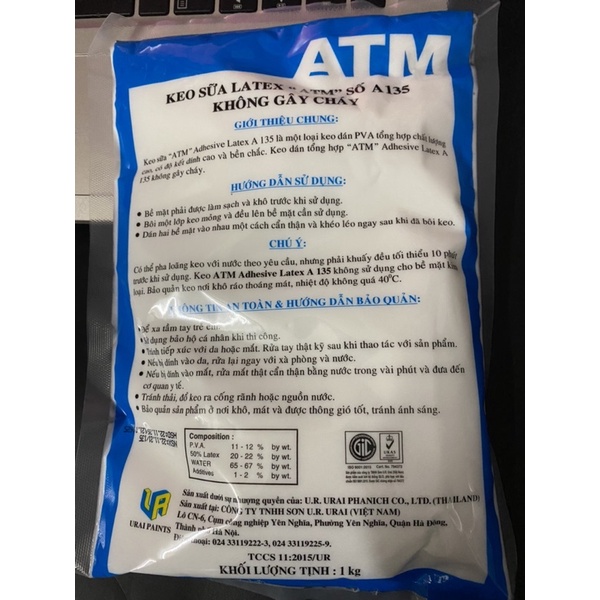 ATM
KEO SỮA LATEX "ATM" SỐ A135
KHÔNG GÂY CHÁY
GIỚI THIỆU CHUNG:
Keo sữa "ATM" Adhesive Latex A 135 là một loại keo dán PVA tổng hợp chất lượng
cao, có độ kết dính cao và bền chắc. Keo dán tổng hợp "ATM" Adhesive Latex A
135 không gây cháy.
HƯỚNG DẪN SỬ DỤNG:
• Bề mặt phải được làm sạch và khô trước khi sử dụng.
• Bôi một lớp keo mỏng và đều lên bề mặt cần sử dụng.
• Dán hai bề mặt vào nhau một cách cẩn thận và khéo léo ngay sau khi đã bôi keo.
CHÚ Ý:
Có thể pha loãng keo với nước theo yêu cầu, nhưng phải khuấy đều tối thiểu 10 phút
trước khi sử dụng. Keo ATM Adhesive Latex A 135 không sử dụng cho bề mặt kim
loại. Bảo quản keo nơi khô ráo thoáng mát, nhiệt độ không quá 40°C.
THÔNG TIN AN TOÀN & HƯỚNG DẪN BẢO QUẢN:
• Để xa tầm tay trẻ em.
• Sử dụng bảo hộ cá nhân khi thi công.
• Tránh tiếp xúc với da hoặc mắt. Rửa tay thật kỹ sau khi thao tác với sản phẩm.
• Nếu bị dính vào da, rửa lại ngay với xà phòng và nước.
• Nếu bị dính vào mắt, rửa mắt thật cẩn bằng nước trong vài phút và đưa đến
cơ quan y tế.
• Tránh thải, đổ keo ra cống rãnh hoặc nguồn nước.
• Bảo quản sản phẩm ở nơi khô, mát và được thông gió tốt, tránh ánh sáng.
Composition :
P.V.A. 11 - 12 % by wt.
50% Latex 20 - 22 % by wt.
WATER 65 - 67 % by wt.
Additives 1 - 2 % by wt.
GIC
URAI
ISO 9001:2015
URAI PAINTS
Sản xuất dưới sự nhượng quyền của: U.R. URAI PHANICH CO., LTD. (THAILAND)
Sản xuất tại: CÔNG TY TNHH SƠN U.R. URAI (VIỆT NAM)
Lô CN-6, Cụm công nghiệp Yên Nghĩa, Phường Yên Nghĩa, Quận Hà Đông,
Thành phố Hà Nội.
Điện thoại: 024 33119222-3, 024 33119225-9.
TCCS 11:2015/UR
KHỐI LƯỢNG TỊNH : 1 kg